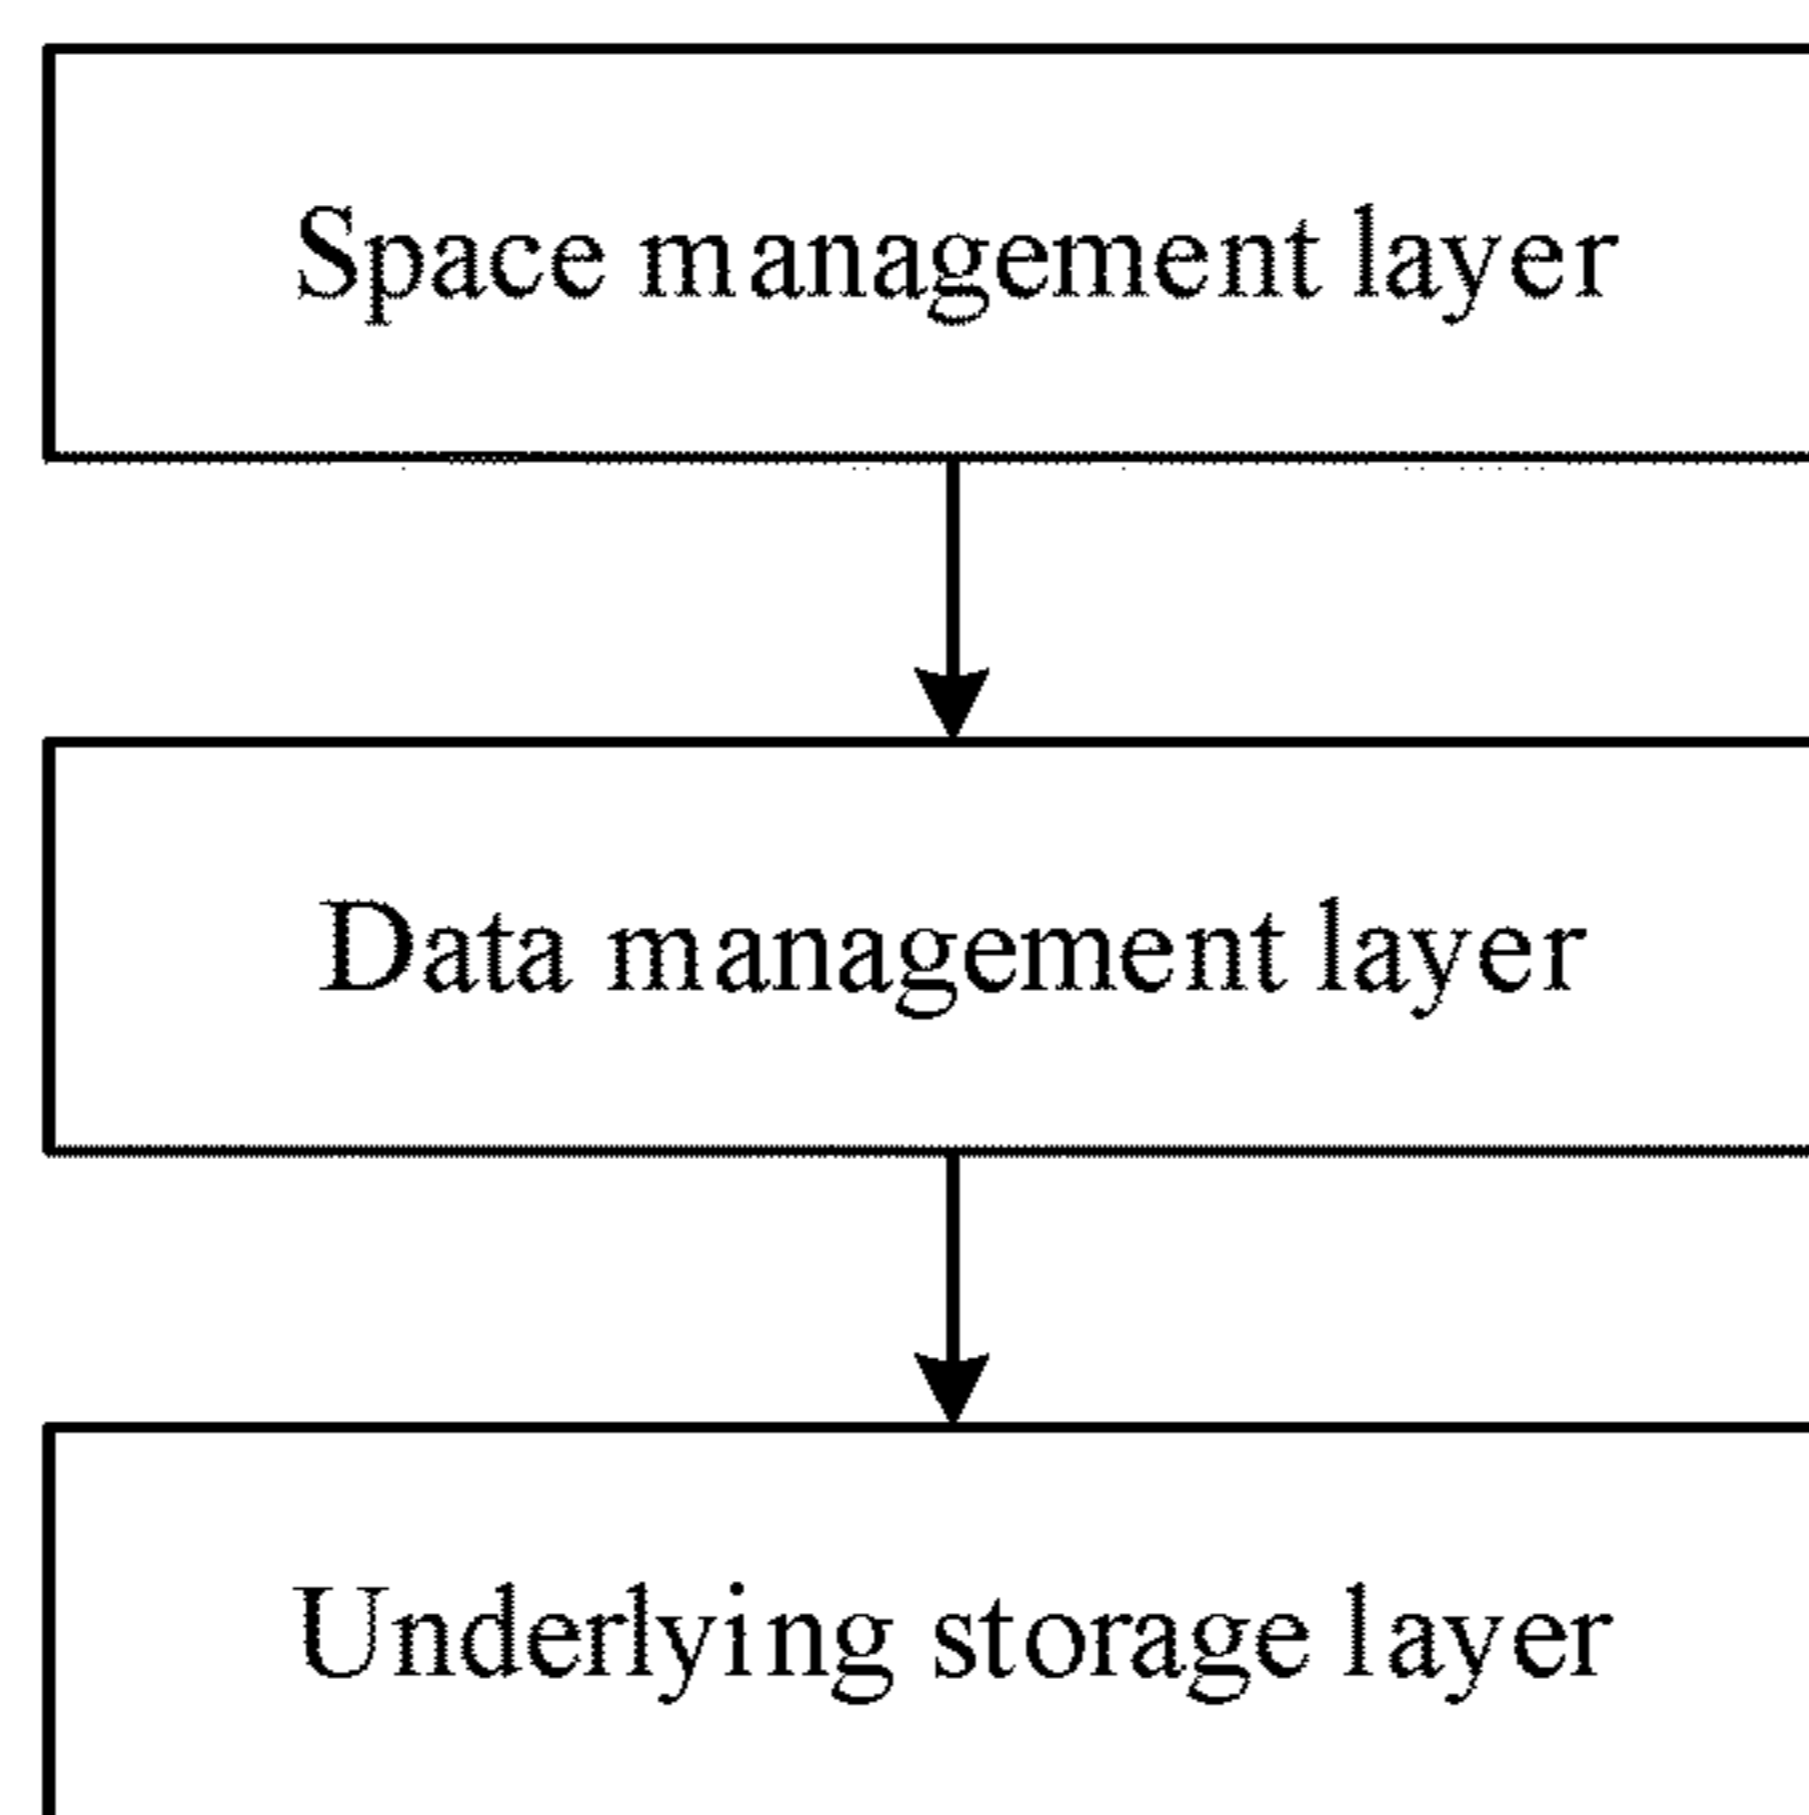 Space management layer
Data management layer
Underlying storage layer